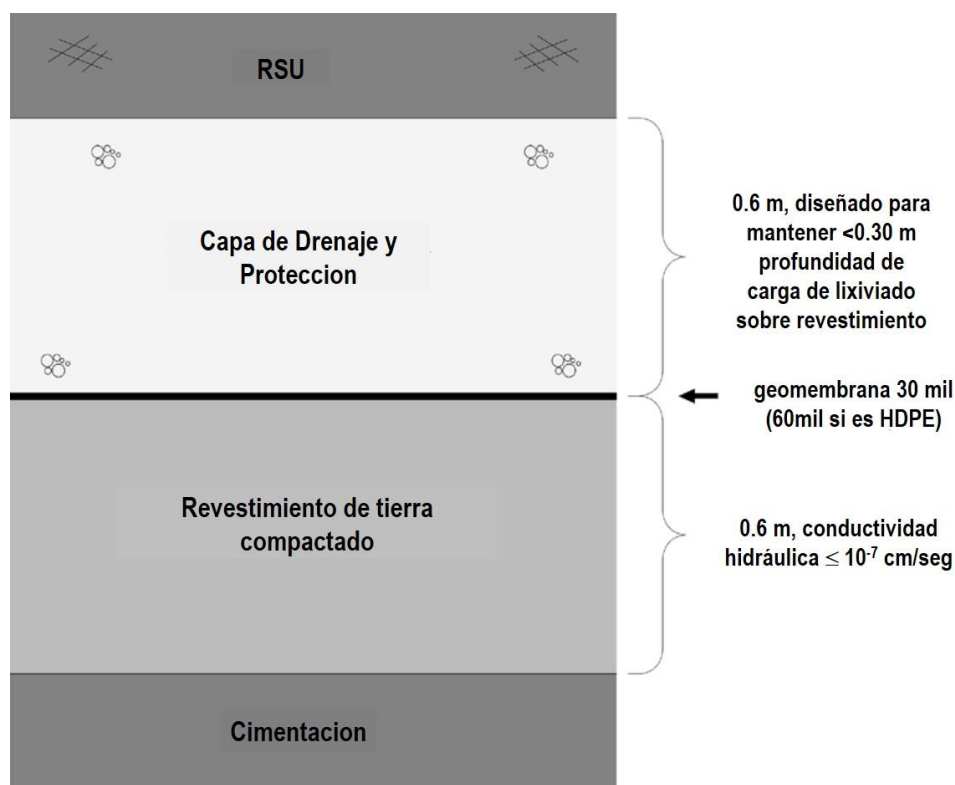 RSU
Capa de Drenaje y
Proteccion
0.6 m, diseñado para
mantener <0.30 m
profundidad de
carga de lixiviado
sobre revestimiento
geomembrana 30 mil
(60mil si es HDPE)
Revestimiento de tierra
compactado
0.6 m, conductividad
hidráulica ≤ 10⁻⁷ cm/seg
Cimentacion